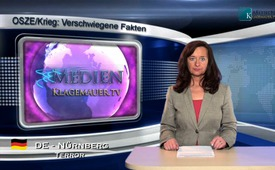 OSZE/Krieg: Verschwiegene Fakten
MEDIEN
KLAGEMAUER.TV
DE - NÜRNBERG
TERROR